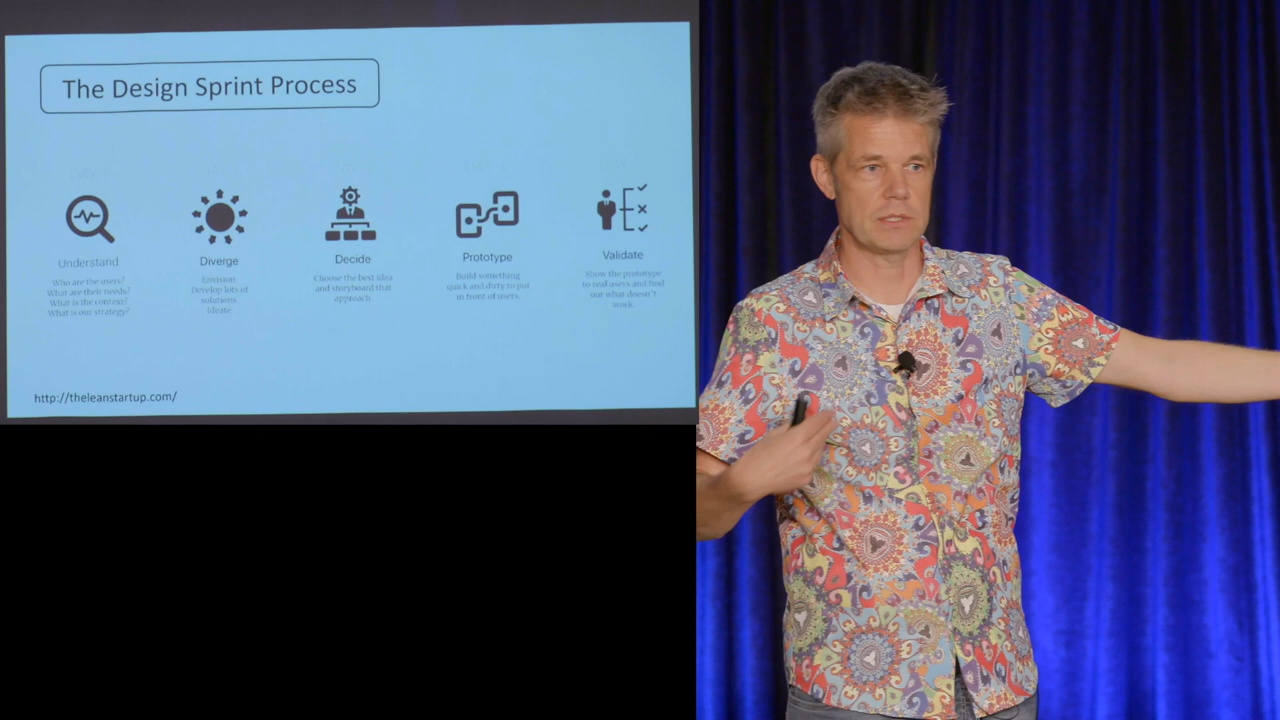 The Design Sprint Process
Understand
Who are the users?
What are their needs?
What is the context?
What is our strategy?
Diverge
Envision
Develop lots of
solutions
Ideate
Decide
Choose the best idea
and storyboard that
approach.
Prototype
Build something
quick and dirty to put
in front of users.
Validate
Show the prototype
to real users and find
out what doesn't
work.
http://theleanstartup.com/